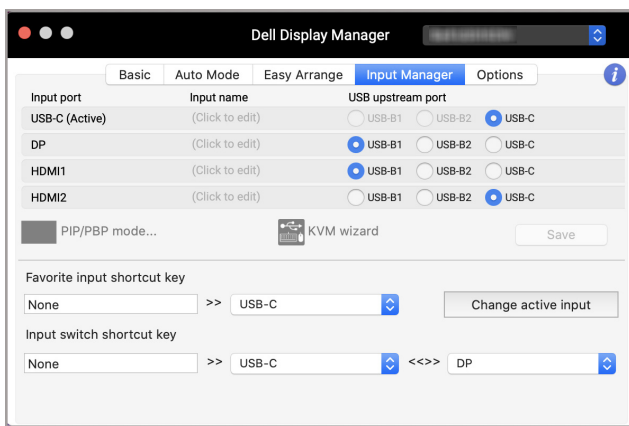 Dell Display Manager
Basic Auto Mode Easy Arrange Input Manager Options i
Input port Input name USB upstream port
USB-C (Active) (Click to edit) USB-B1 USB-B2 USB-C
DP (Click to edit) USB-B1 USB-B2 USB-C
HDMI1 (Click to edit) USB-B1 USB-B2 USB-C
HDMI2 (Click to edit) USB-B1 USB-B2 USB-C
PIP/PBP mode... KVM wizard Save
Favorite input shortcut key
None >> USB-C Change active input
Input switch shortcut key
None >> USB-C <<>> DP